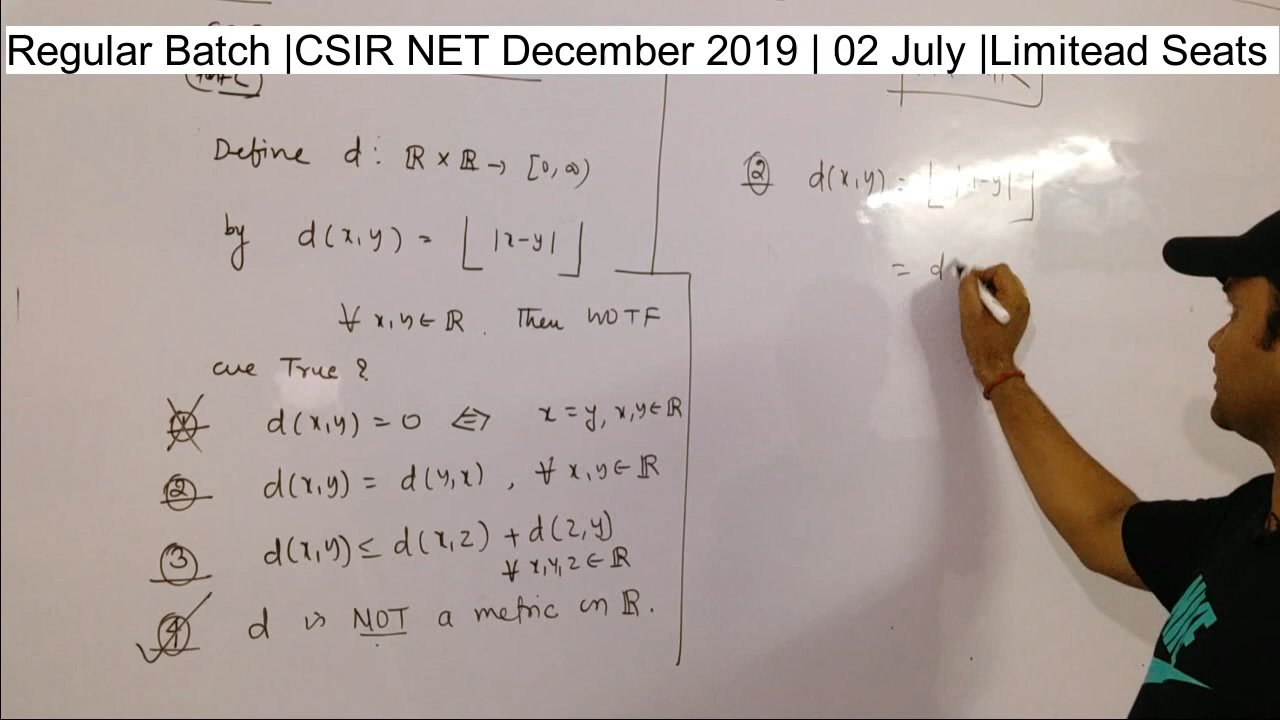 Regular Batch |CSIR NET December 2019 | 02 July |Limitead Seats
Define d : ℝ × ℝ → [0, ∞)
by d(x,y) = ⌊|x-y|⌋
∀ x,y ∈ ℝ . Then WOTF
are True ?
① d(x,y) = 0 ⟺ x = y, x,y ∈ ℝ
② d(x,y) = d(y,x) , ∀ x,y ∈ ℝ
③ d(x,y) ≤ d(x,z) + d(z,y)
∀ x,y,z ∈ ℝ
④ d is NOT a metric on ℝ.
② d(x,y) = ⌊|x-y|⌋
= d